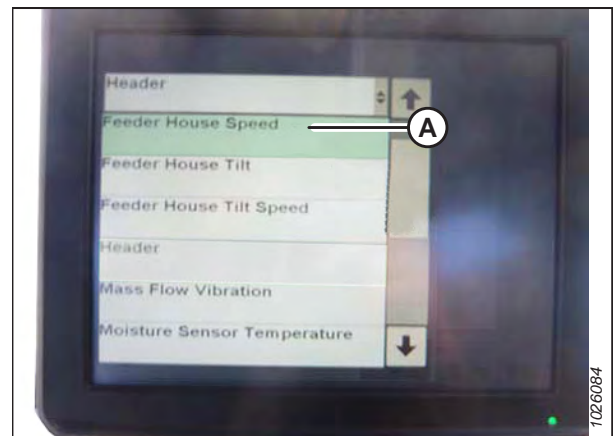 Header
Feeder House Speed
A
Feeder House Tilt
Feeder House Tilt Speed
Header
Mass Flow Vibration
Moisture Sensor Temperature
1026084